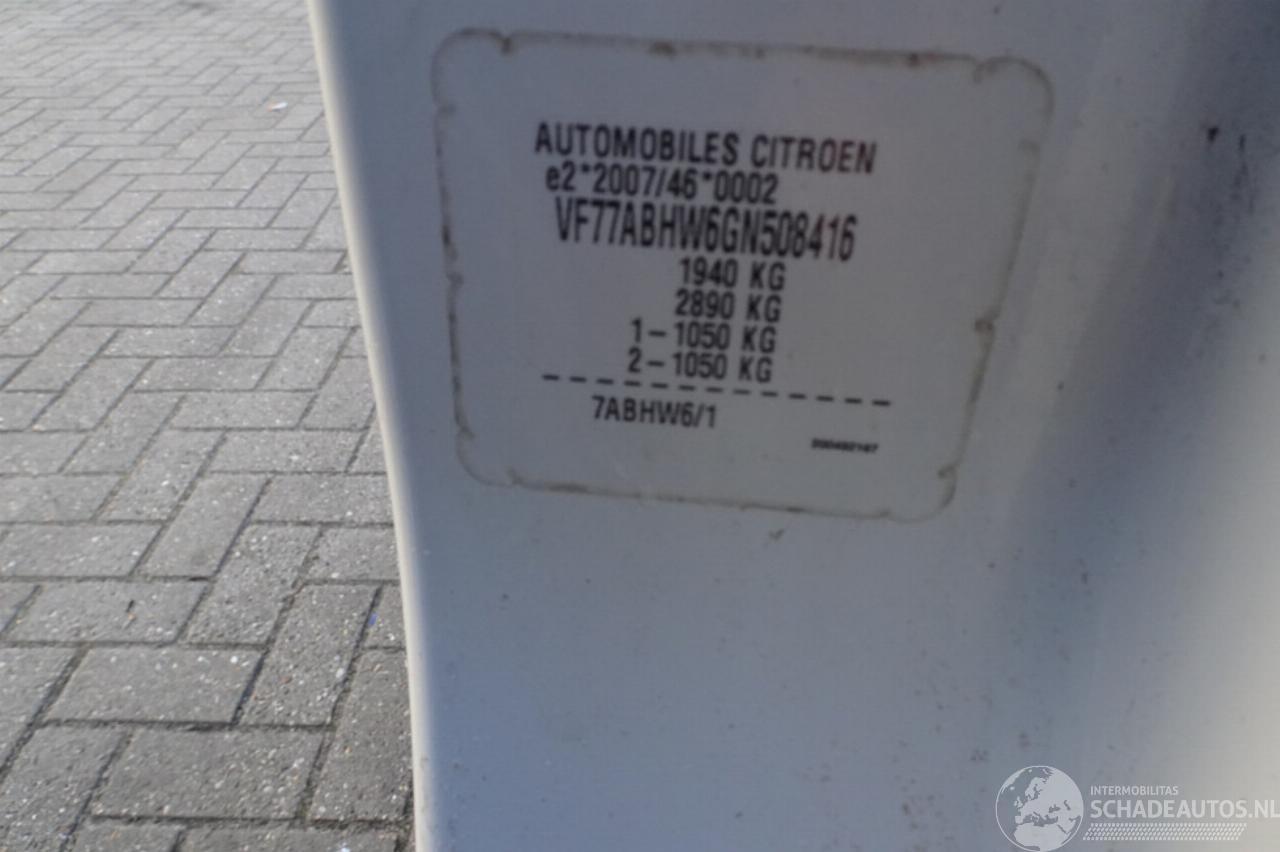 AUTOMOBILES CITROEN
e2*2007/46*0002
VF77ABHW6GN508416
1940 KG
2890 KG
1-1050 KG
2-1050 KG
7ABHW6/1
INTERMOBILITAS
SCHADEAUTOS.NL